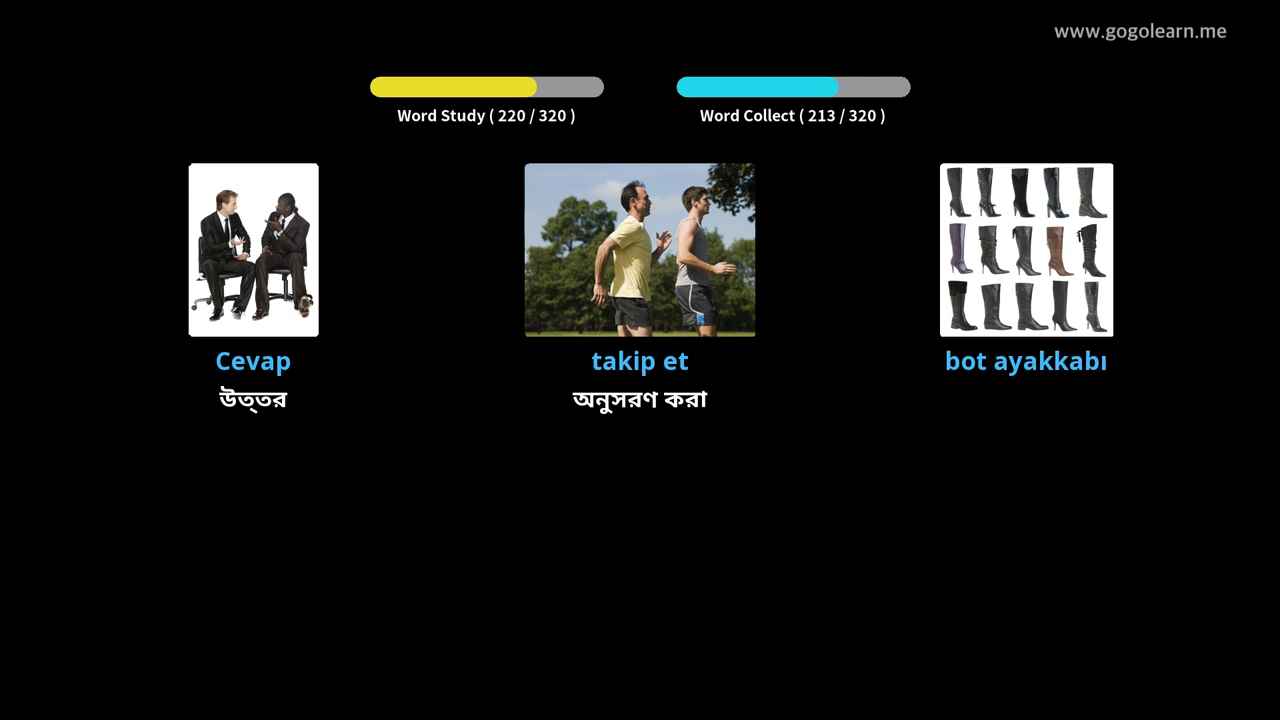 www.gogolearn.me
Word Study ( 220 / 320 )
Word Collect ( 213 / 320 )
Cevap
takip et
bot ayakkabı
উত্তর
অনুসরণ করা